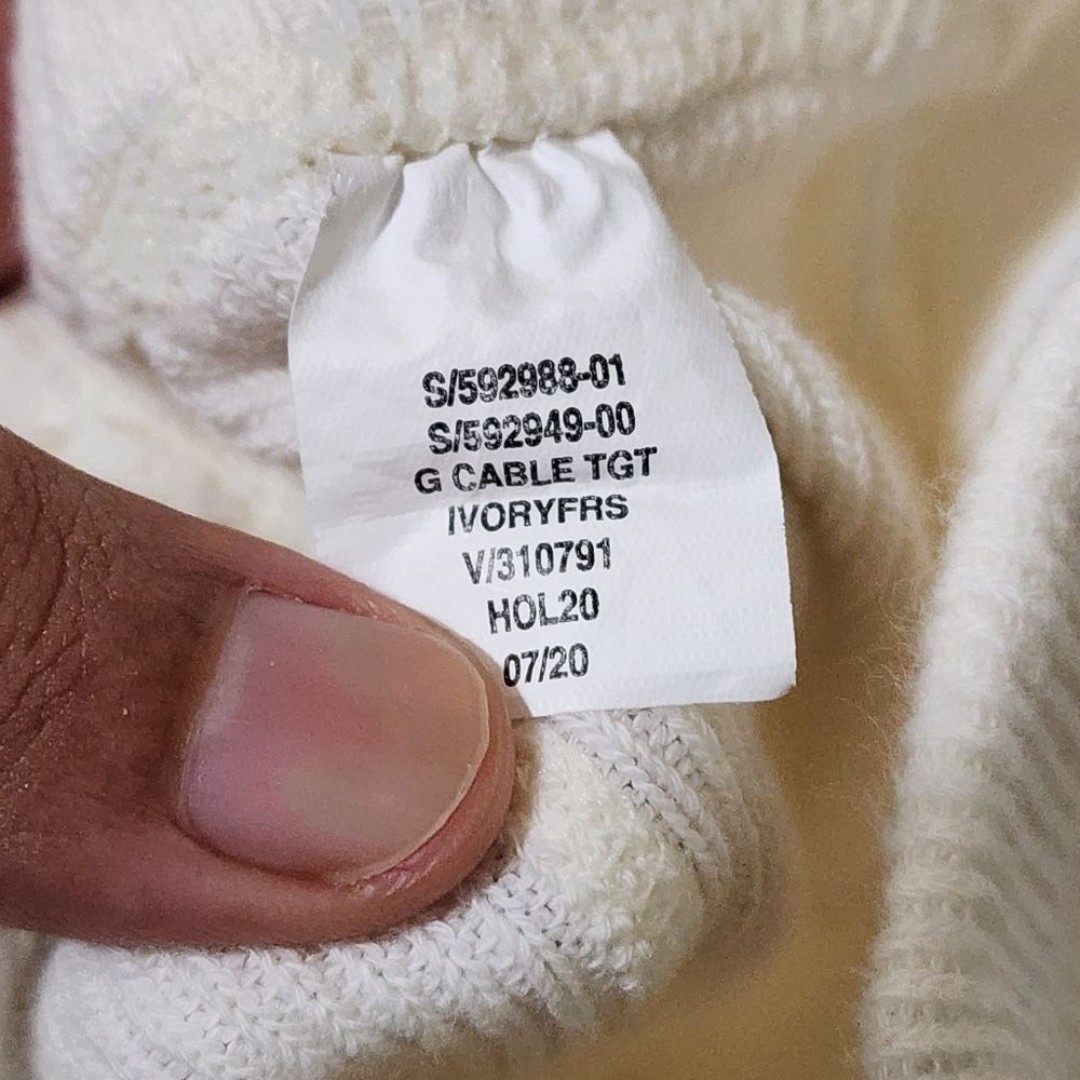 S/592988-01
S/592949-00
G CABLE TGT
IVORYFRS
V/310791
HOL20
07/20